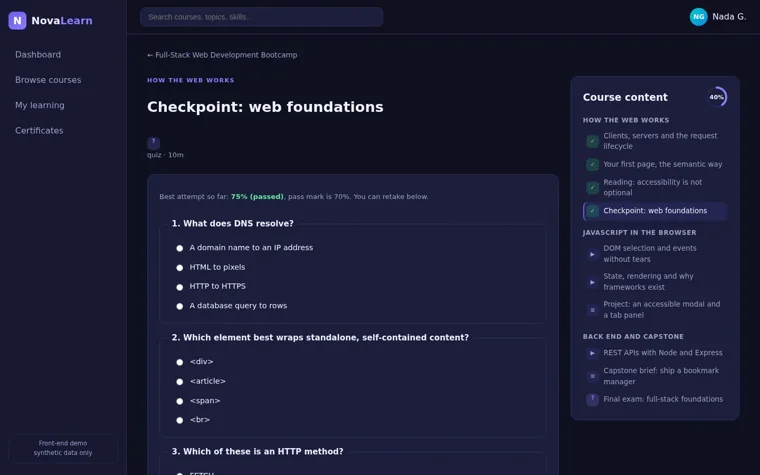 N NovaLearn
Search courses, topics, skills..
NG Nada G.
Dashboard
Browse courses
My learning
Certificates
Front-end demo
synthetic data only
← Full-Stack Web Development Bootcamp
HOW THE WEB WORKS
Checkpoint: web foundations
?
quiz · 10m
Best attempt so far: 75% (passed), pass mark is 70%. You can retake below.
1. What does DNS resolve?
A domain name to an IP address
HTML to pixels
HTTP to HTTPS
A database query to rows
2. Which element best wraps standalone, self-contained content?
<div>
<article>
<span>
<br>
3. Which of these is an HTTP method?
FETCH
Course content
40%
HOW THE WEB WORKS
✓ Clients, servers and the request
lifecycle
✓ Your first page, the semantic way
✓ Reading: accessibility is not
optional
✓ Checkpoint: web foundations
JAVASCRIPT IN THE BROWSER
▶ DOM selection and events
without tears
▶ State, rendering and why
frameworks exist
≡ Project: an accessible modal and
a tab panel
BACK END AND CAPSTONE
▶ REST APIs with Node and Express
≡ Capstone brief: ship a bookmark
manager
? Final exam: full-stack foundations